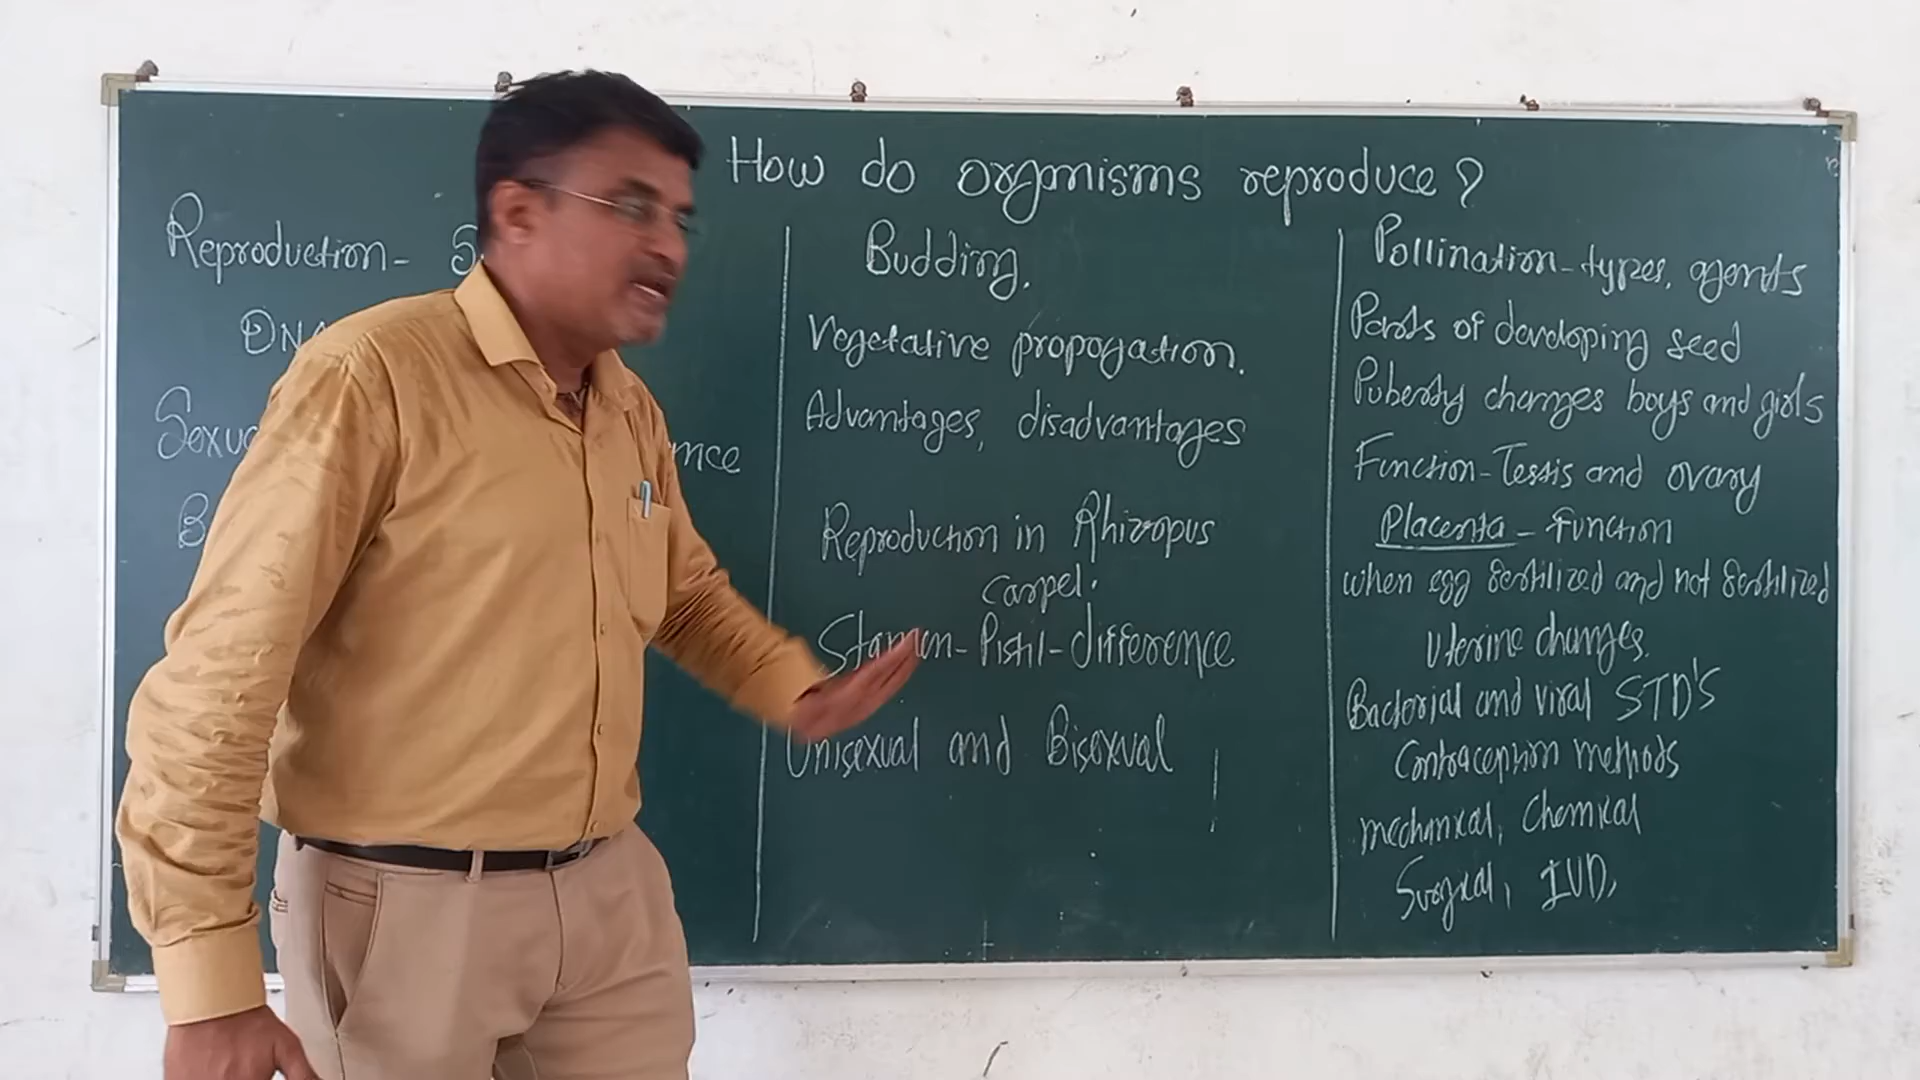 How do organisms reproduce?
Reproduction -
DNA
mce
Budding.
Vegetative propogation.
Advantages, disadvantages
Reproduction in Rhizopus
Carpel.
Stamen - Pistil - difference
Unisexual and Bisexual
Pollination - types, agents
Parts of developing seed
Puberty changes boys and girls
Function - Testis and ovary
Placenta - Function
when egg fertilized and not fertilized
Uterine changes.
Bacterial and viral STD'S
Contraception methods
mechanical, Chemical
Surgical, IUD,